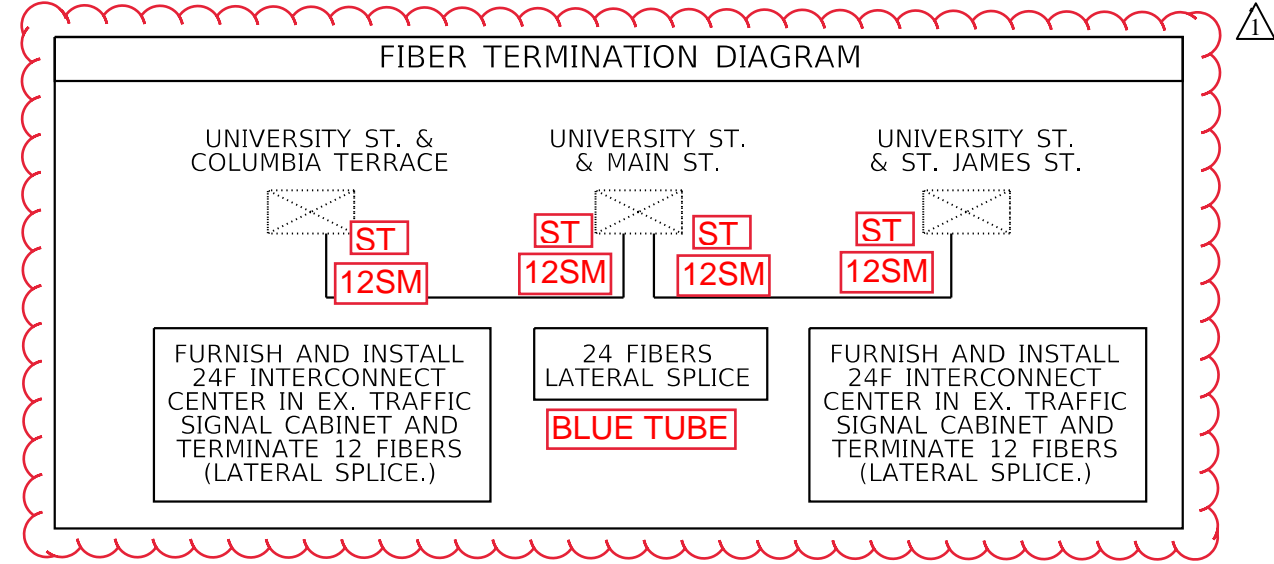 1
FIBER TERMINATION DIAGRAM
UNIVERSITY ST. &
COLUMBIA TERRACE
UNIVERSITY ST.
& MAIN ST.
UNIVERSITY ST.
& ST. JAMES ST.
ST
12SM
ST
12SM
ST
12SM
ST
12SM
FURNISH AND INSTALL
24F INTERCONNECT
CENTER IN EX. TRAFFIC
SIGNAL CABINET AND
TERMINATE 12 FIBERS
(LATERAL SPLICE.)
24 FIBERS
LATERAL SPLICE
BLUE TUBE
FURNISH AND INSTALL
24F INTERCONNECT
CENTER IN EX. TRAFFIC
SIGNAL CABINET AND
TERMINATE 12 FIBERS
(LATERAL SPLICE.)